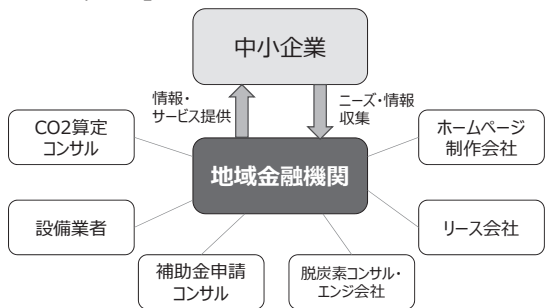 中小企業
情報・
サービス提供
ニーズ・情報
収集
CO2算定
コンサル
ホームページ
制作会社
地域金融機関
設備業者
リース会社
補助金申請
コンサル
脱炭素コンサル・
エンジ会社